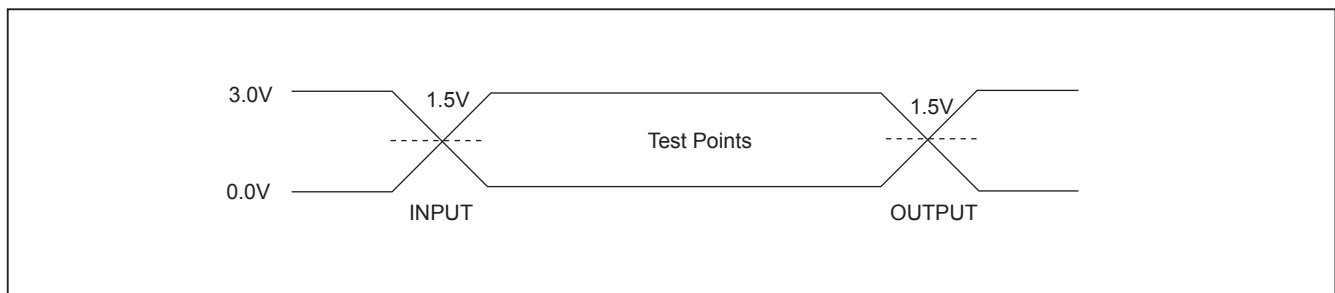 3.0V
1.5V
1.5V
Test Points
0.0V
INPUT
OUTPUT